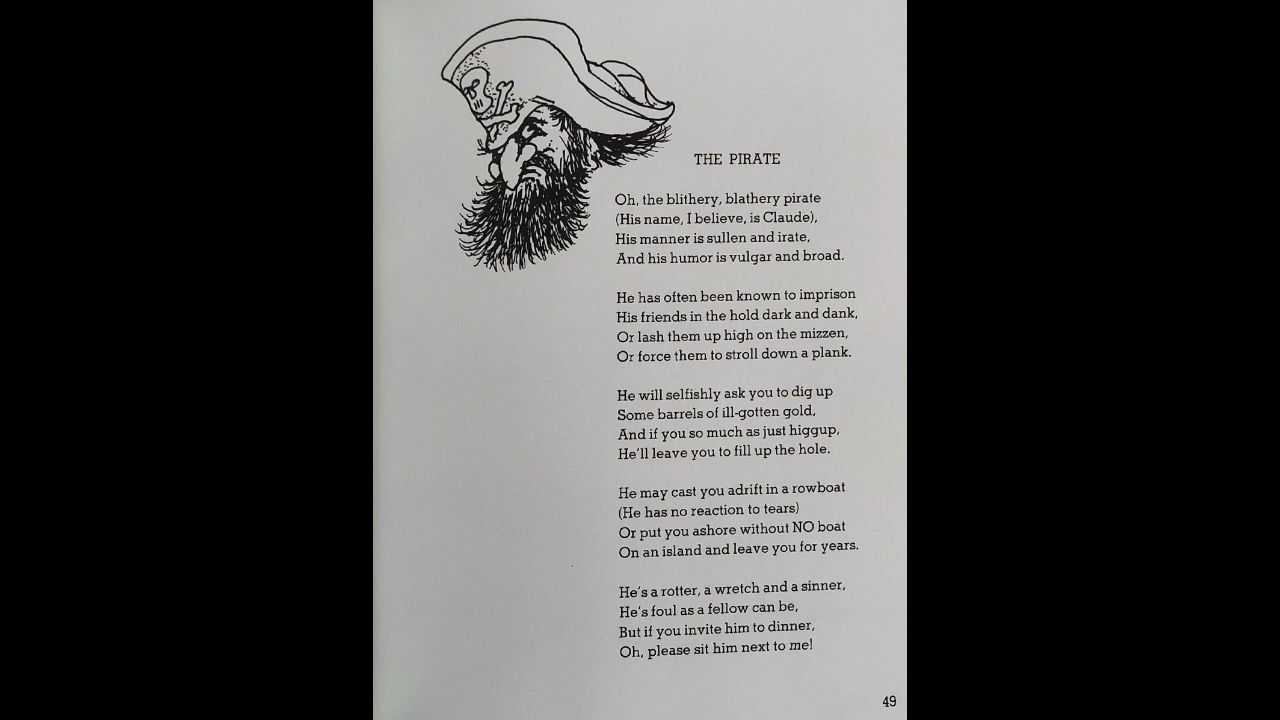 THE PIRATE
Oh, the blithery, blathery pirate
(His name, I believe, is Claude),
His manner is sullen and irate,
And his humor is vulgar and broad.
He has often been known to imprison
His friends in the hold dark and dank,
Or lash them up high on the mizzen,
Or force them to stroll down a plank.
He will selfishly ask you to dig up
Some barrels of ill-gotten gold,
And if you so much as just higgup,
He'll leave you to fill up the hole.
He may cast you adrift in a rowboat
(He has no reaction to tears)
Or put you ashore without NO boat
On an island and leave you for years.
He's a rotter, a wretch and a sinner,
He's foul as a fellow can be,
But if you invite him to dinner,
Oh, please sit him next to me!
49